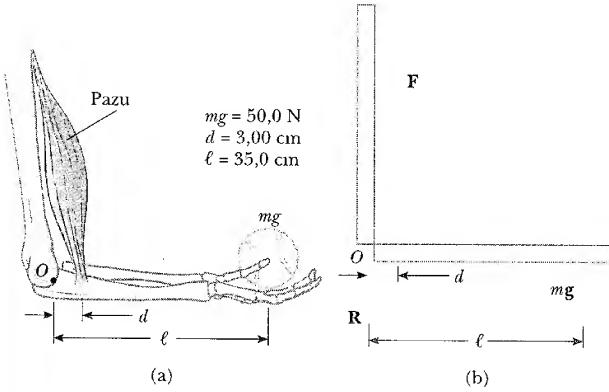 Pazu
mg = 50,0 N
d = 3,00 cm
ℓ = 35,0 cm
mg
O
d
ℓ
(a)
F
O
d
mg
R
ℓ
(b)